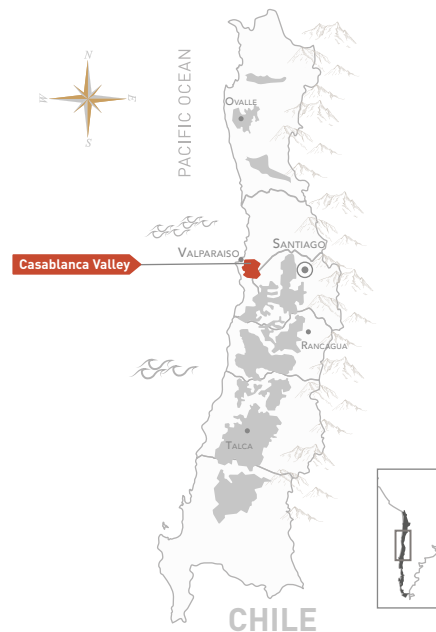 N
W
E
S
PACIFIC OCEAN
OVALLE
VALPARAISO
SANTIAGO
Casablanca Valley
RANCAGUA
TALCA
CHILE